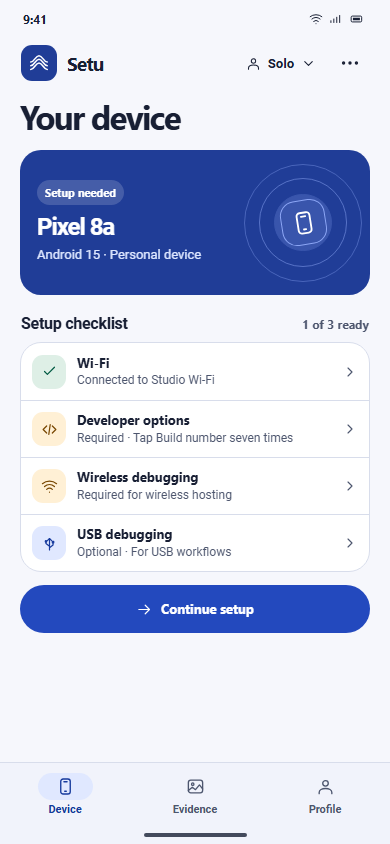 9:41
Setu
Solo
Your device
Setup needed
Pixel 8a
Android 15 · Personal device
Setup checklist
1 of 3 ready
Wi-Fi
Connected to Studio Wi-Fi
Developer options
Required · Tap Build number seven times
Wireless debugging
Required for wireless hosting
USB debugging
Optional · For USB workflows
Continue setup
Device
Evidence
Profile